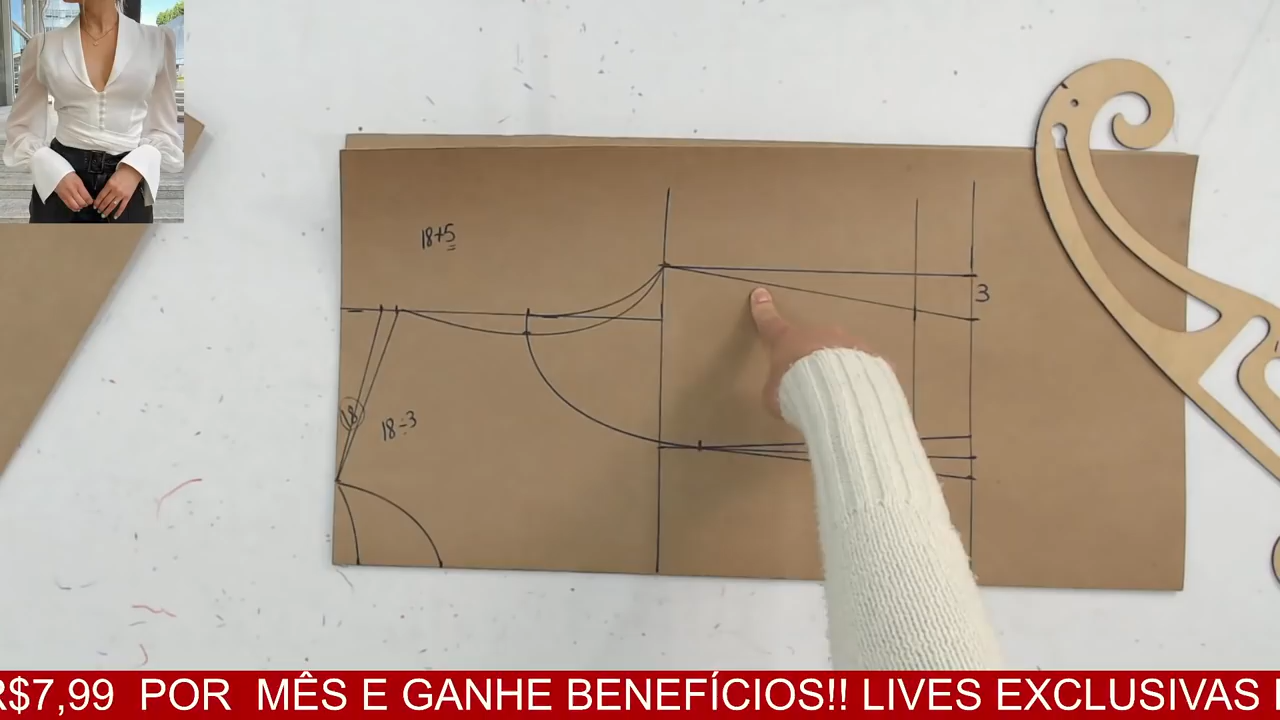 18+5
3
18
18÷3
R$7,99 POR MÊS E GANHE BENEFÍCIOS!! LIVES EXCLUSIVAS